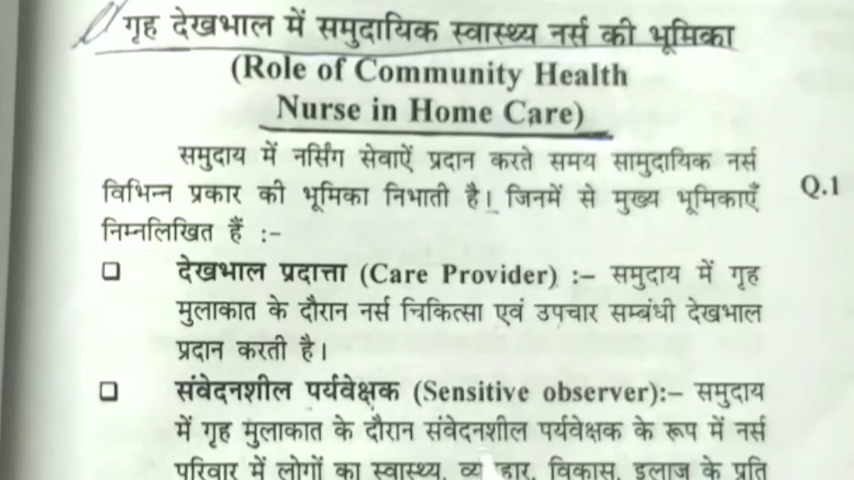 गृह देखभाल में समुदायिक स्वास्थ्य नर्स की भूमिका
(Role of Community Health
Nurse in Home Care)
समुदाय में नर्सिंग सेवाऐं प्रदान करते समय सामुदायिक नर्स
विभिन्न प्रकार की भूमिका निभाती है। जिनमें से मुख्य भूमिकाएँ
Q.1
निम्नलिखित हैं :–
❑ देखभाल प्रदात्ता (Care Provider) :– समुदाय में गृह
मुलाकात के दौरान नर्स चिकित्सा एवं उपचार सम्बंधी देखभाल
प्रदान करती है।
❑ संवेदनशील पर्यवेक्षक (Sensitive observer):– समुदाय
में गृह मुलाकात के दौरान संवेदनशील पर्यवेक्षक के रूप में नर्स
परिवार में लोगों का स्वास्थ्य, विकास, इलाज के प्रति